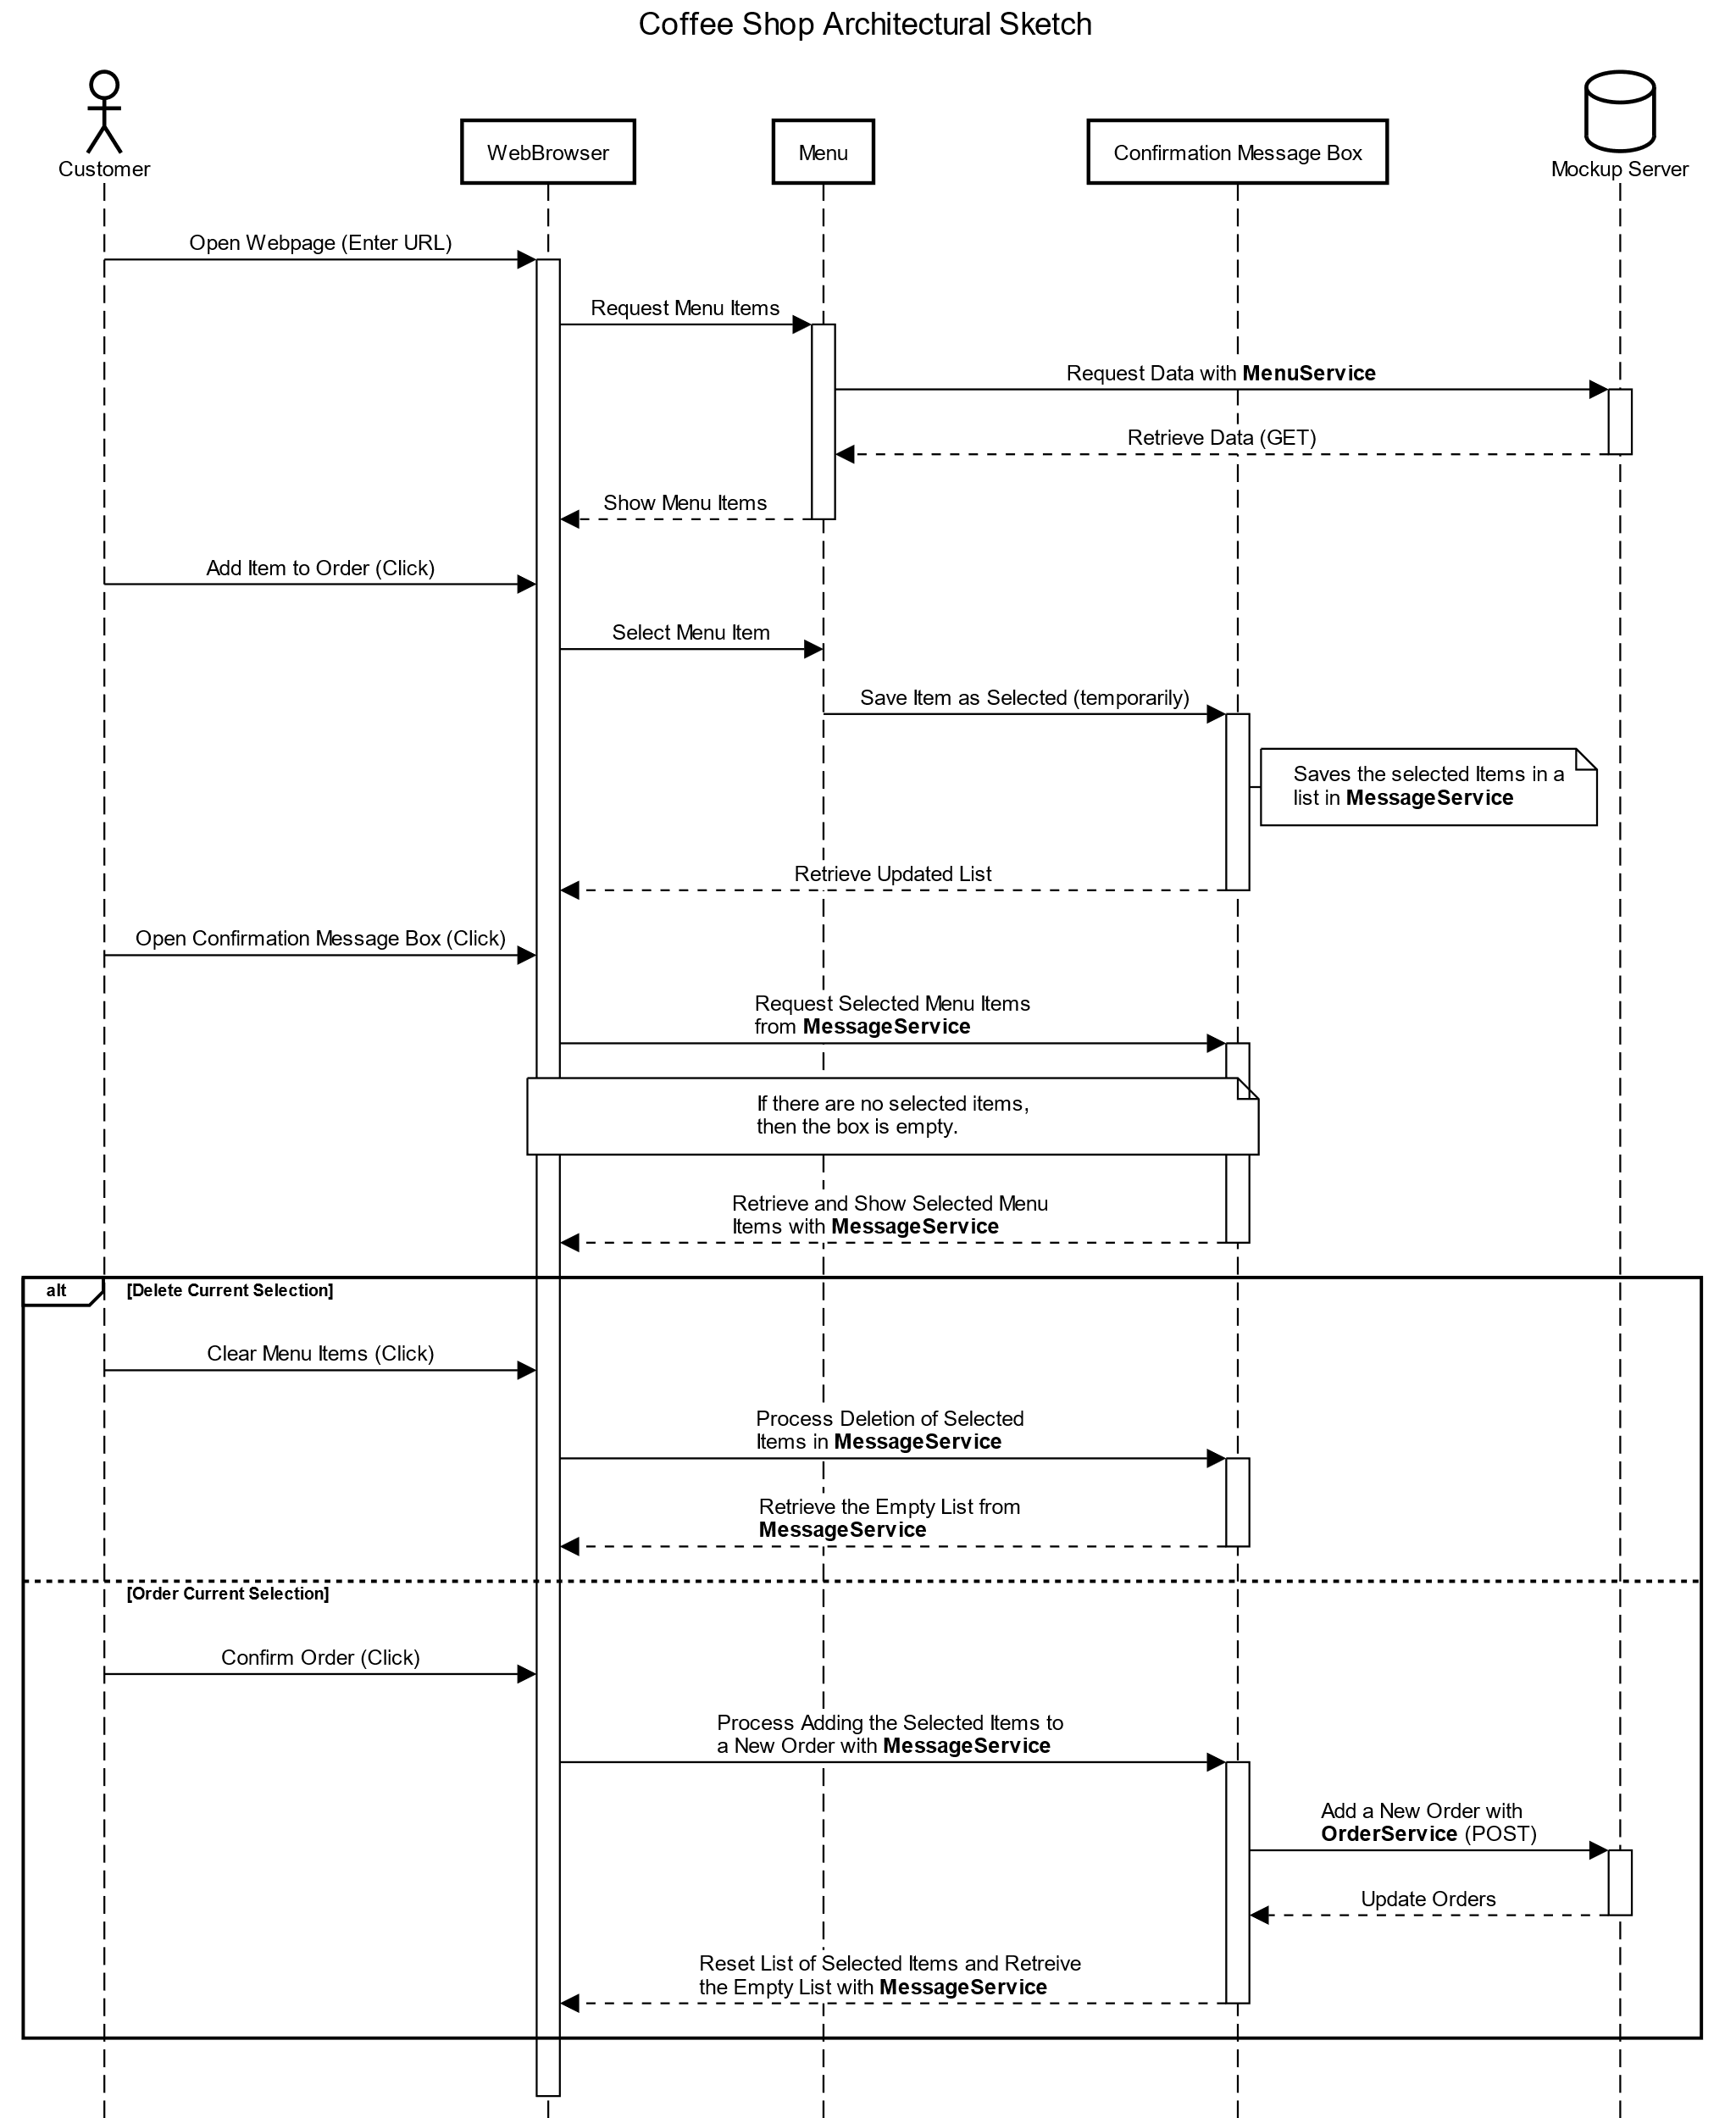 Coffee Shop Architectural Sketch
Customer
WebBrowser
Menu
Confirmation Message Box
Mockup Server
Open Webpage (Enter URL)
Request Menu Items
Request Data with MenuService
Retrieve Data (GET)
Show Menu Items
Add Item to Order (Click)
Select Menu Item
Save Item as Selected (temporarily)
Saves the selected Items in a
list in MessageService
Retrieve Updated List
Open Confirmation Message Box (Click)
Request Selected Menu Items
from MessageService
If there are no selected items,
then the box is empty.
Retrieve and Show Selected Menu
Items with MessageService
alt
[Delete Current Selection]
Clear Menu Items (Click)
Process Deletion of Selected
Items in MessageService
Retrieve the Empty List from
MessageService
[Order Current Selection]
Confirm Order (Click)
Process Adding the Selected Items to
a New Order with MessageService
Add a New Order with
OrderService (POST)
Update Orders
Reset List of Selected Items and Retreive
the Empty List with MessageService